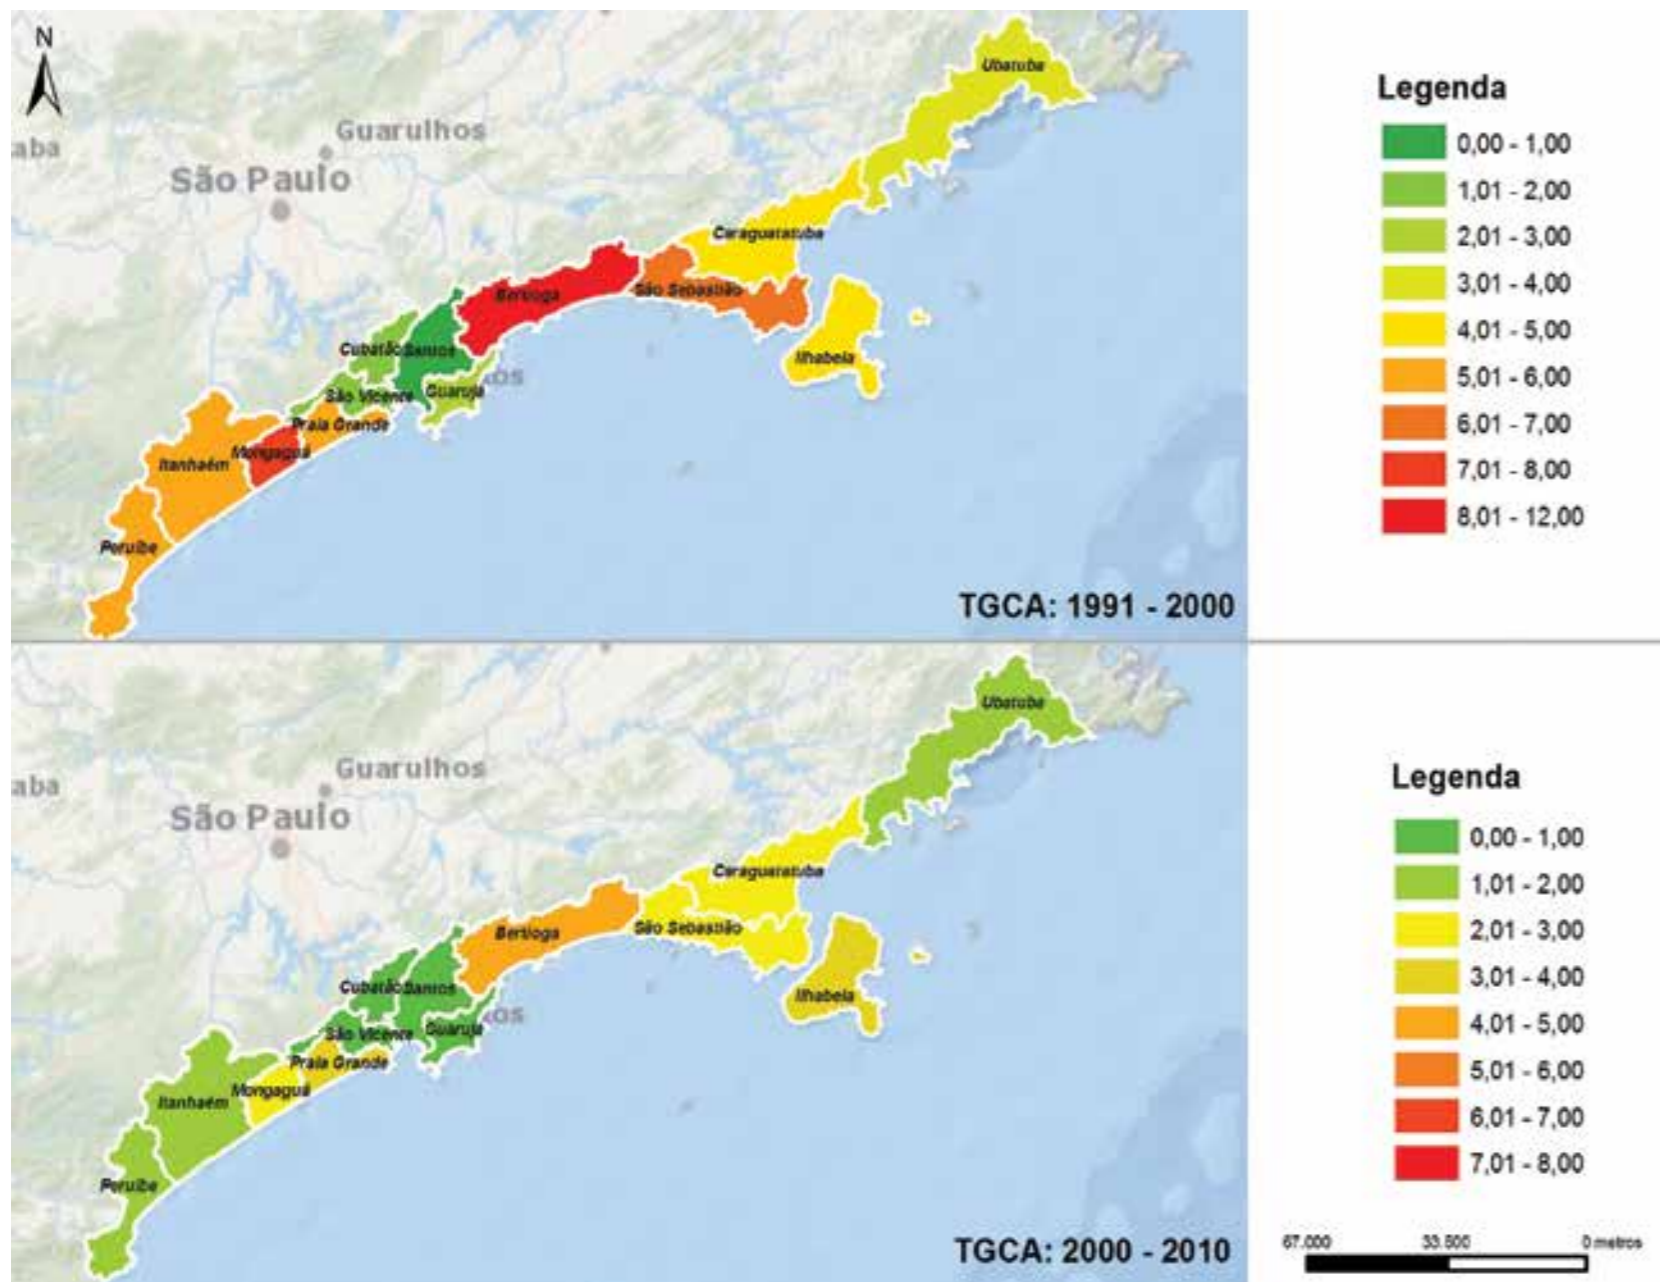 N
Guarulhos
aba
São Paulo
Ubatuba
Caraguatatuba
São Sebastião
Bertioga
Ilhabela
Cubatão
Santos
São Vicente
Guarujá
os
Praia Grande
Mongaguá
Itanhaém
Peruíbe
TGCA: 1991 - 2000
Legenda
0,00 - 1,00
1,01 - 2,00
2,01 - 3,00
3,01 - 4,00
4,01 - 5,00
5,01 - 6,00
6,01 - 7,00
7,01 - 8,00
8,01 - 12,00
Guarulhos
aba
São Paulo
Ubatuba
Caraguatatuba
São Sebastião
Bertioga
Ilhabela
Cubatão
Santos
São Vicente
Guarujá
os
Praia Grande
Mongaguá
Itanhaém
Peruíbe
TGCA: 2000 - 2010
Legenda
0,00 - 1,00
1,01 - 2,00
2,01 - 3,00
3,01 - 4,00
4,01 - 5,00
5,01 - 6,00
6,01 - 7,00
7,01 - 8,00
67.000 33.500 0 metros